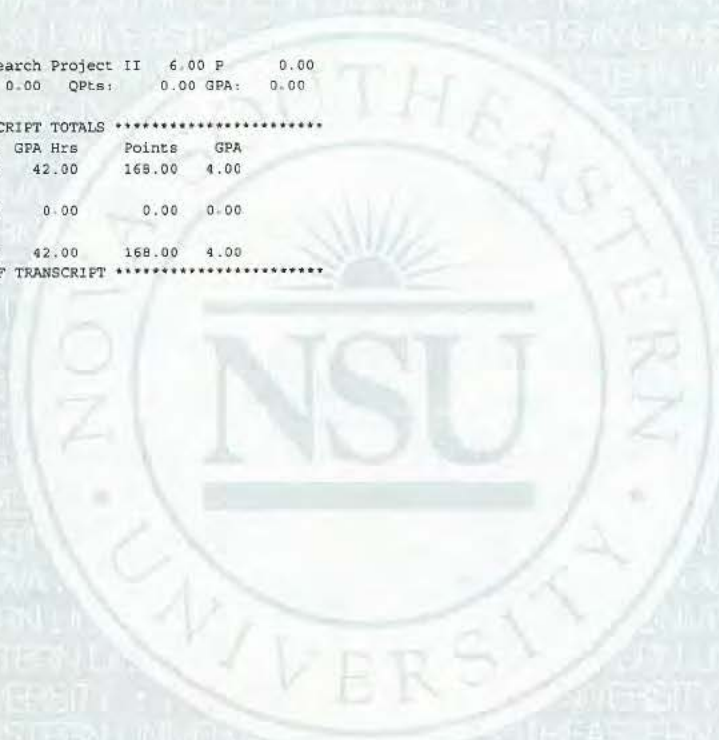 earch Project II 6.00 P 0.00
0.00 QPts: 0.00 GPA: 0.00
CRIPT TOTALS ***********************
GPA Hrs Points GPA
42.00 168.00 4.00
0.00 0.00 0.00
42.00 168.00 4.00
F TRANSCRIPT ***********************
NOVA SOUTHEASTERN
• UNIVERSITY •
NSU